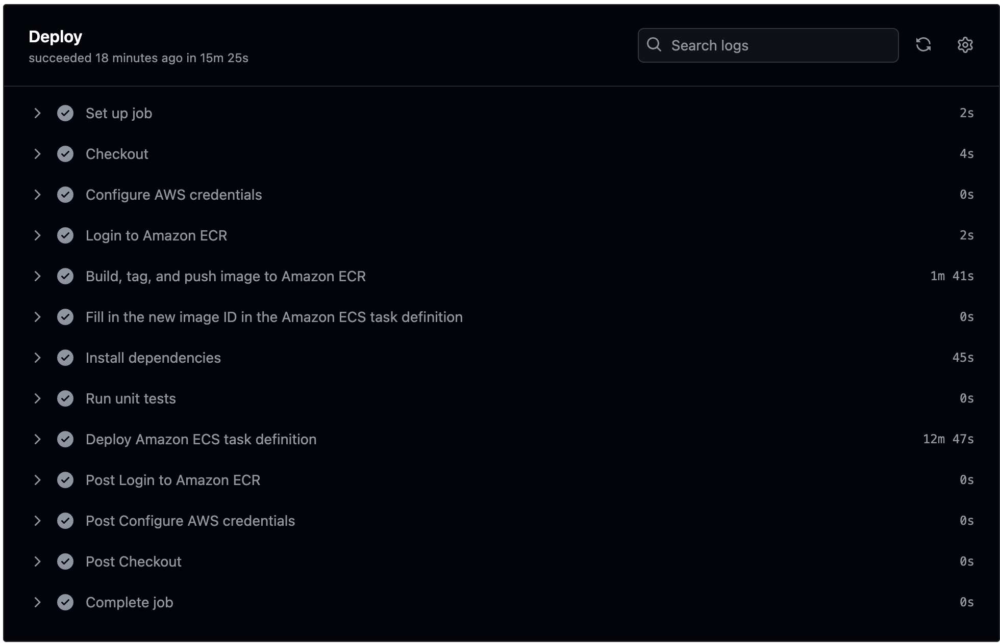 Deploy
succeeded 18 minutes ago in 15m 25s
Search logs
Set up job 2s
Checkout 4s
Configure AWS credentials 0s
Login to Amazon ECR 2s
Build, tag, and push image to Amazon ECR 1m 41s
Fill in the new image ID in the Amazon ECS task definition 0s
Install dependencies 45s
Run unit tests 0s
Deploy Amazon ECS task definition 12m 47s
Post Login to Amazon ECR 0s
Post Configure AWS credentials 0s
Post Checkout 0s
Complete job 0s